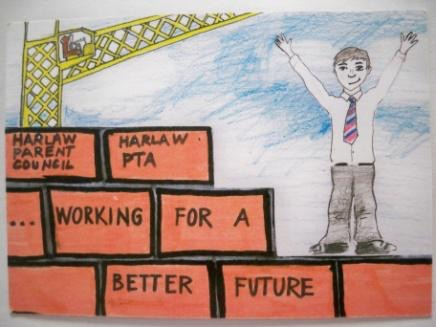 HARLAW
PARENT
COUNCIL
HARLAW
PTA
... WORKING FOR A
BETTER FUTURE